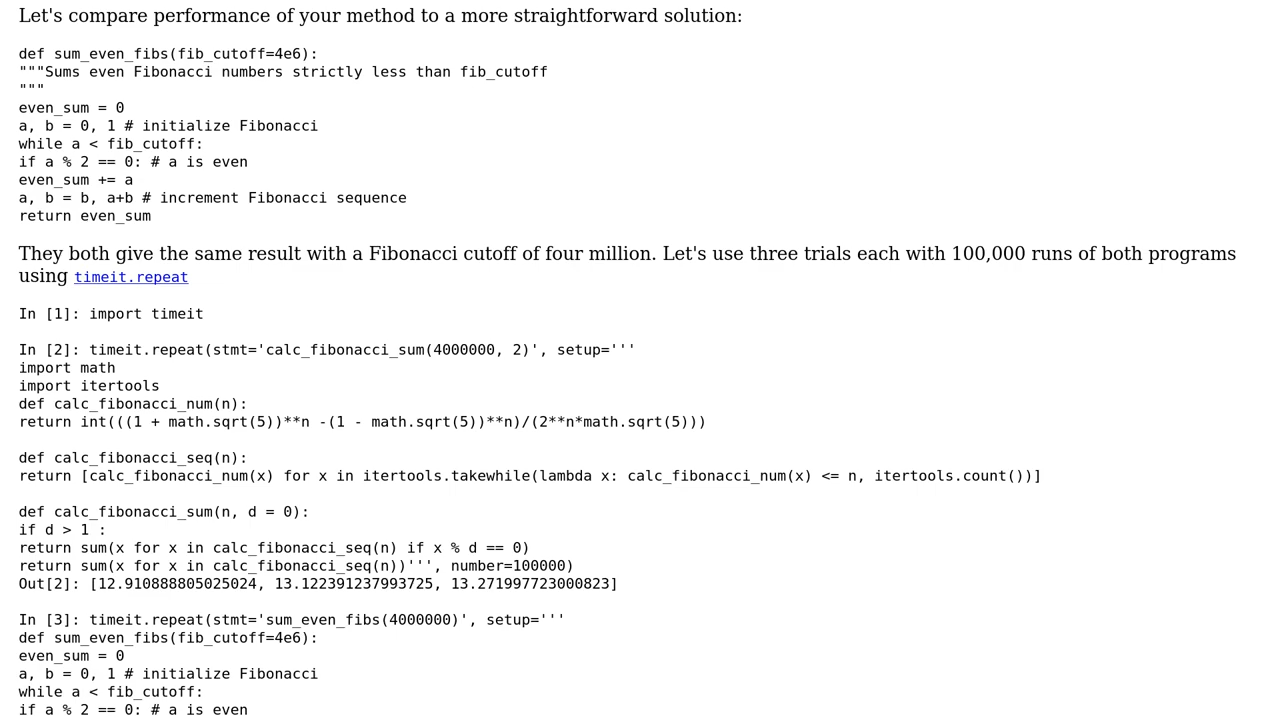 Let's compare performance of your method to a more straightforward solution:
def sum_even_fibs(fib_cutoff=4e6):
"""Sums even Fibonacci numbers strictly less than fib_cutoff
"""
even_sum = 0
a, b = 0, 1 # initialize Fibonacci
while a < fib_cutoff:
if a % 2 == 0: # a is even
even_sum += a
a, b = b, a+b # increment Fibonacci sequence
return even_sum
They both give the same result with a Fibonacci cutoff of four million. Let's use three trials each with 100,000 runs of both programs
using timeit.repeat
In [1]: import timeit
In [2]: timeit.repeat(stmt='calc_fibonacci_sum(4000000, 2)', setup='''
import math
import itertools
def calc_fibonacci_num(n):
return int(((1 + math.sqrt(5))**n -(1 - math.sqrt(5))**n)/(2**n*math.sqrt(5)))
def calc_fibonacci_seq(n):
return [calc_fibonacci_num(x) for x in itertools.takewhile(lambda x: calc_fibonacci_num(x) <= n, itertools.count())]
def calc_fibonacci_sum(n, d = 0):
if d > 1 :
return sum(x for x in calc_fibonacci_seq(n) if x % d == 0)
return sum(x for x in calc_fibonacci_seq(n))''', number=100000)
Out[2]: [12.910888805025024, 13.122391237993725, 13.271997723000823]
In [3]: timeit.repeat(stmt='sum_even_fibs(4000000)', setup='''
def sum_even_fibs(fib_cutoff=4e6):
even_sum = 0
a, b = 0, 1 # initialize Fibonacci
while a < fib_cutoff:
if a % 2 == 0: # a is even